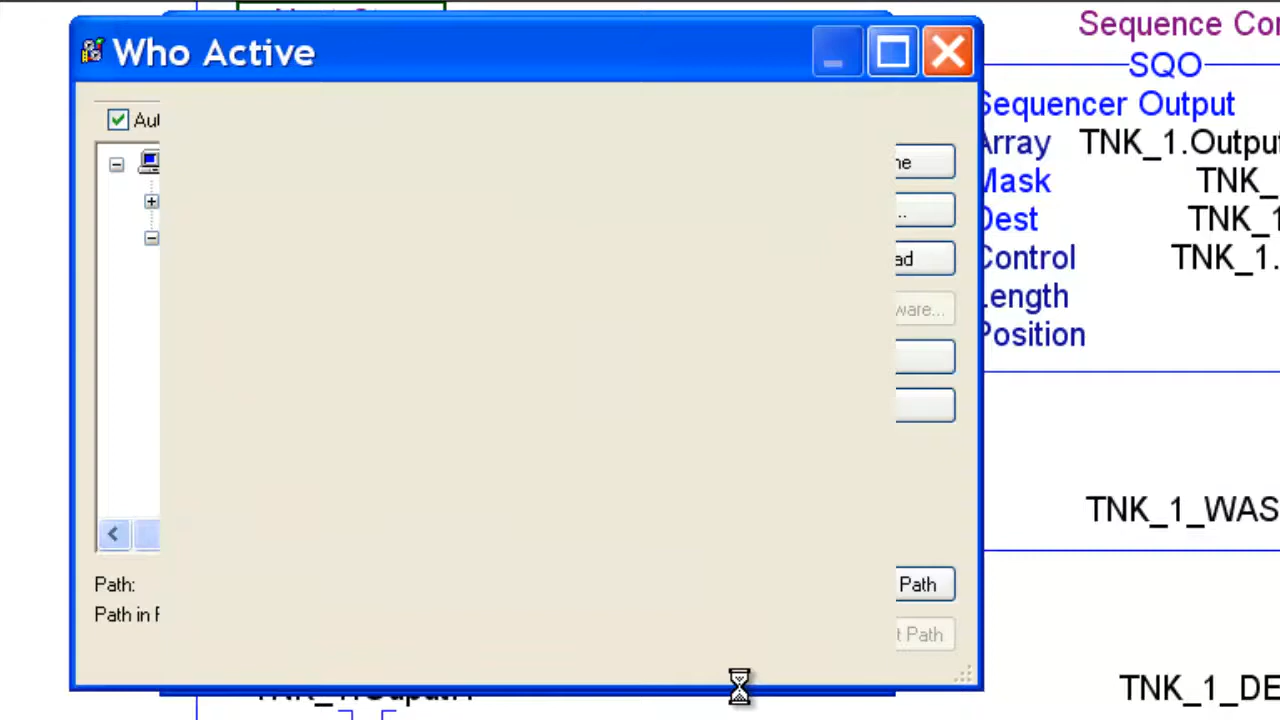 Sequence Co
Who Active
SQO
Sequencer Output
Aut
ne
Array TNK_1.Output
Mask TNK_
..
Dest TNK_1
ad
Control TNK_1.
Length
ware...
Position
TNK_1_WAS
Path:
Path
Path in F
t Path
TNK_1_DE